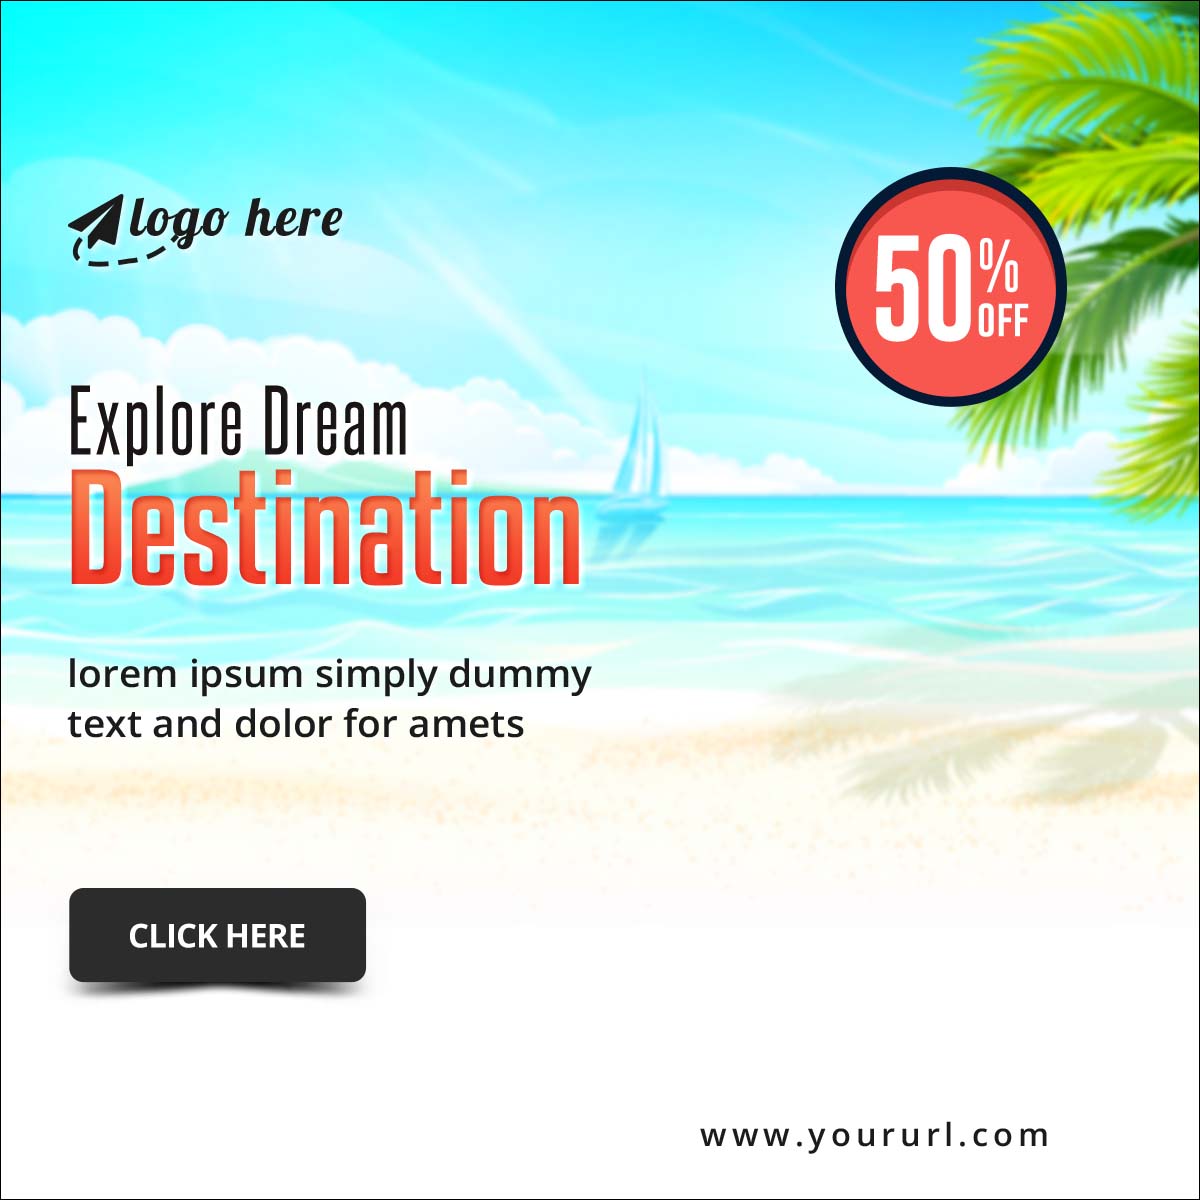 logo here
50%
OFF
Explore Dream
Destination
lorem ipsum simply dummy
text and dolor for amets
CLICK HERE
www.yoururl.com